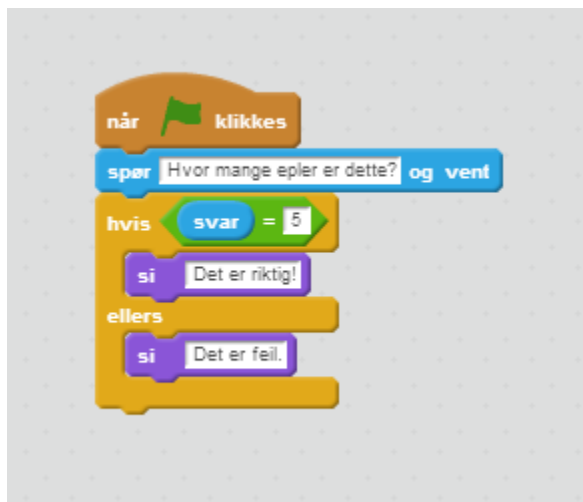 når klikkes
spør Hvor mange epler er dette? og vent
hvis svar = 5
si Det er riktig!
ellers
si Det er feil.